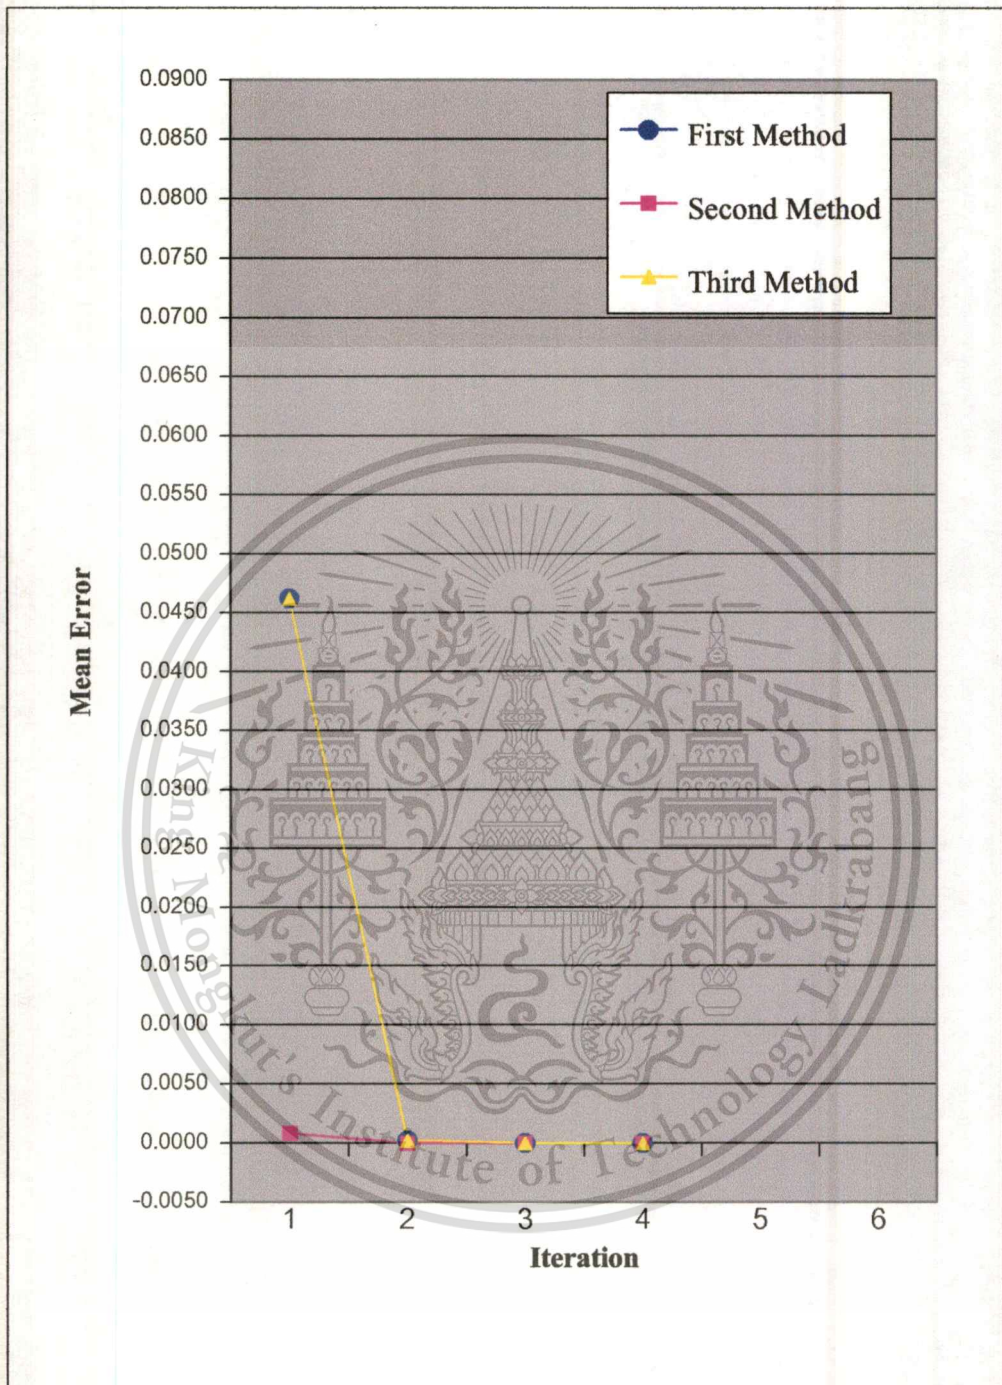 0.0900
0.0850
0.0800
0.0750
0.0700
0.0650
0.0600
0.0550
0.0500
0.0450
0.0400
0.0350
0.0300
0.0250
0.0200
0.0150
0.0100
0.0050
0.0000
-0.0050
Mean Error
First Method
Second Method
Third Method
1 2 3 4 5 6
Iteration
King Mongkut's Institute of Technology Ladkrabang